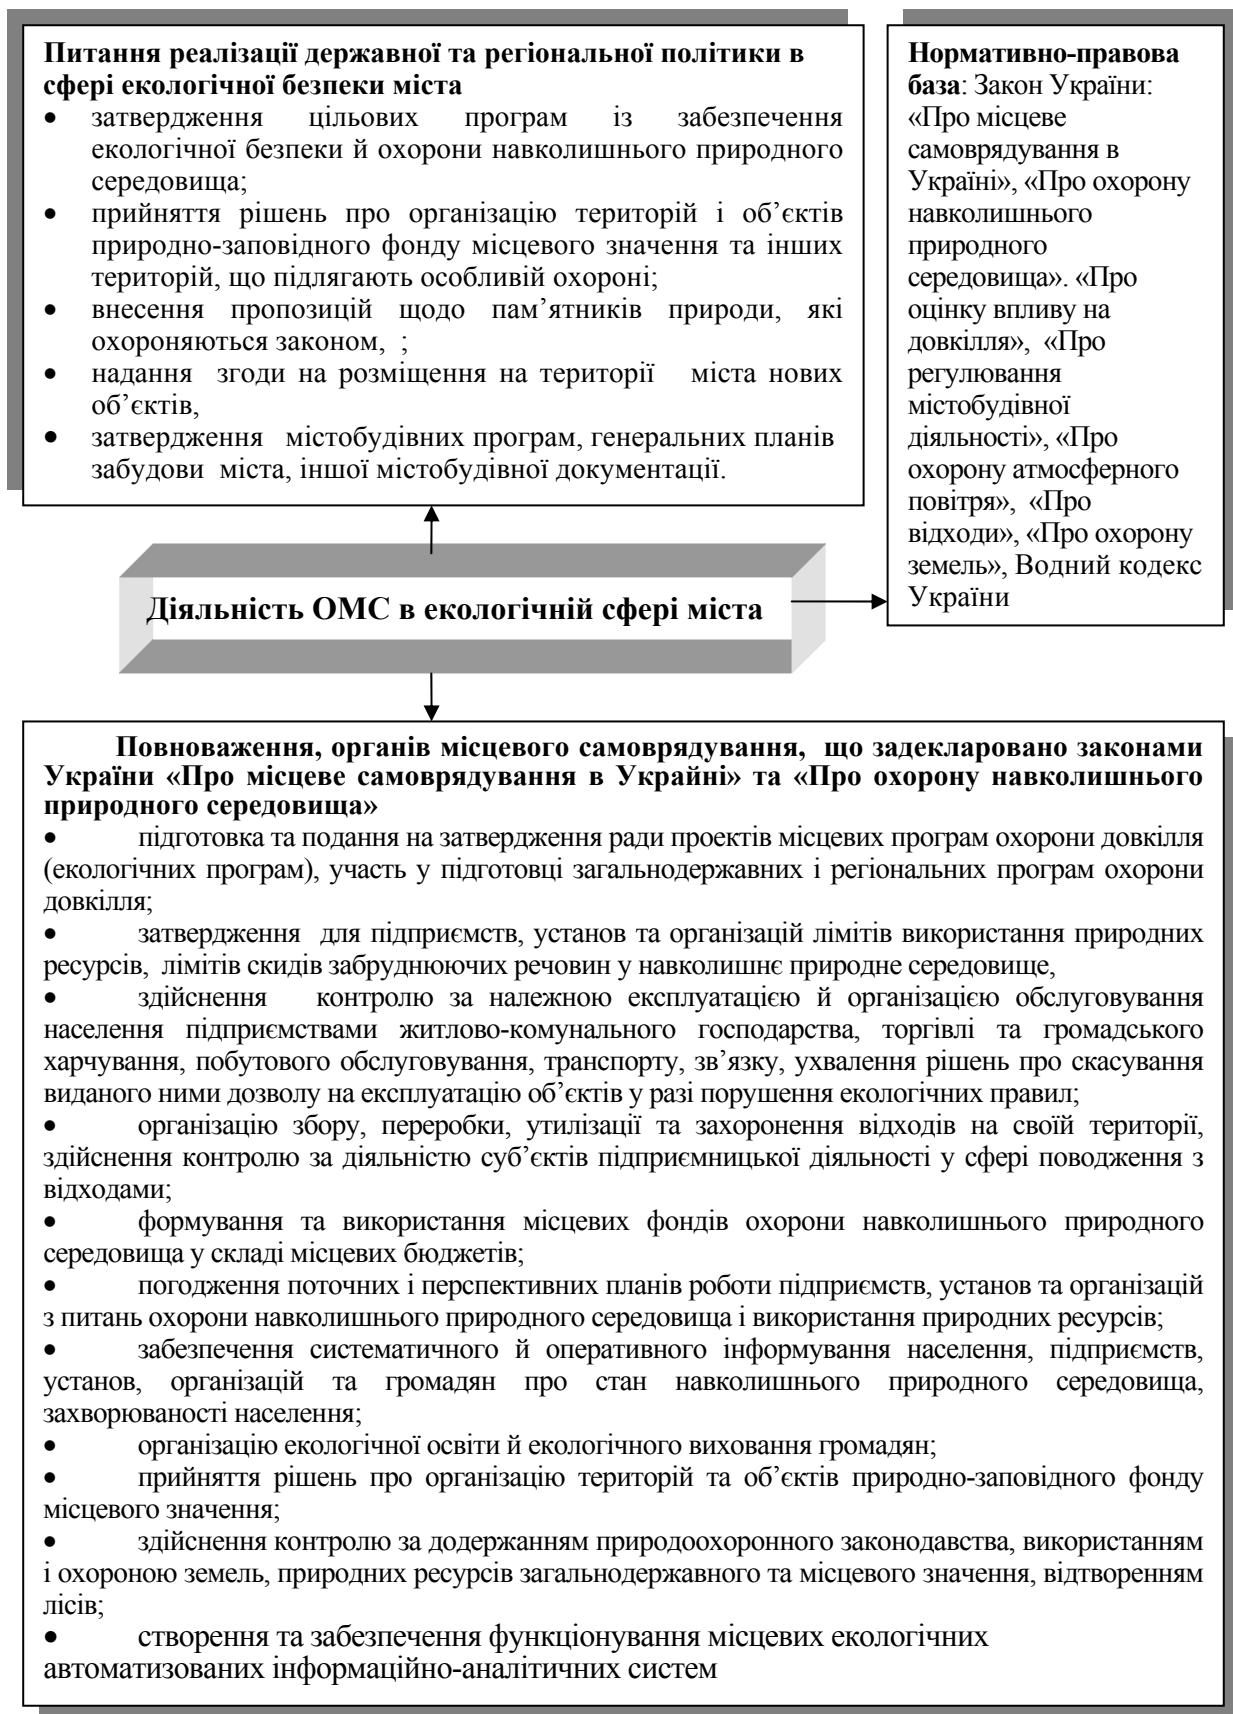 Питання реалізації державної та регіональної політики в
сфері екологічної безпеки міста
• затвердження цільових програм із забезпечення
екологічної безпеки й охорони навколишнього природного
середовища;
• прийняття рішень про організацію територій і об’єктів
природно-заповідного фонду місцевого значення та інших
територій, що підлягають особливій охороні;
• внесення пропозицій щодо пам’ятників природи, які
охороняються законом, ;
• надання згоди на розміщення на території міста нових
об’єктів,
• затвердження містобудівних програм, генеральних планів
забудови міста, іншої містобудівної документації.
Нормативно-правова
база: Закон України:
«Про місцеве
самоврядування в
Україні», «Про охорону
навколишнього
природного
середовища». «Про
оцінку впливу на
довкілля», «Про
регулювання
містобудівної
діяльності», «Про
охорону атмосферного
повітря», «Про
відходи», «Про охорону
земель», Водний кодекс
України
Діяльність ОМС в екологічній сфері міста
Повноваження, органів місцевого самоврядування, що задекларовано законами
України «Про місцеве самоврядування в Украйні» та «Про охорону навколишнього
природного середовища»
• підготовка та подання на затвердження ради проектів місцевих програм охорони довкілля
(екологічних програм), участь у підготовці загальнодержавних і регіональних програм охорони
довкілля;
• затвердження для підприємств, установ та організацій лімітів використання природних
ресурсів, лімітів скидів забруднюючих речовин у навколишнє природне середовище,
• здійснення контролю за належною експлуатацією й організацією обслуговування
населення підприємствами житлово-комунального господарства, торгівлі та громадського
харчування, побутового обслуговування, транспорту, зв’язку, ухвалення рішень про скасування
виданого ними дозволу на експлуатацію об’єктів у разі порушення екологічних правил;
• організацію збору, переробки, утилізації та захоронення відходів на своїй території,
здійснення контролю за діяльністю суб’єктів підприємницької діяльності у сфері поводження з
відходами;
• формування та використання місцевих фондів охорони навколишнього природного
середовища у складі місцевих бюджетів;
• погодження поточних і перспективних планів роботи підприємств, установ та організацій
з питань охорони навколишнього природного середовища і використання природних ресурсів;
• забезпечення систематичного й оперативного інформування населення, підприємств,
установ, організацій та громадян про стан навколишнього природного середовища,
захворюваності населення;
• організацію екологічної освіти й екологічного виховання громадян;
• прийняття рішень про організацію територій та об’єктів природно-заповідного фонду
місцевого значення;
• здійснення контролю за додержанням природоохоронного законодавства, використанням
і охороною земель, природних ресурсів загальнодержавного та місцевого значення, відтворенням
лісів;
• створення та забезпечення функціонування місцевих екологічних
автоматизованих інформаційно-аналітичних систем